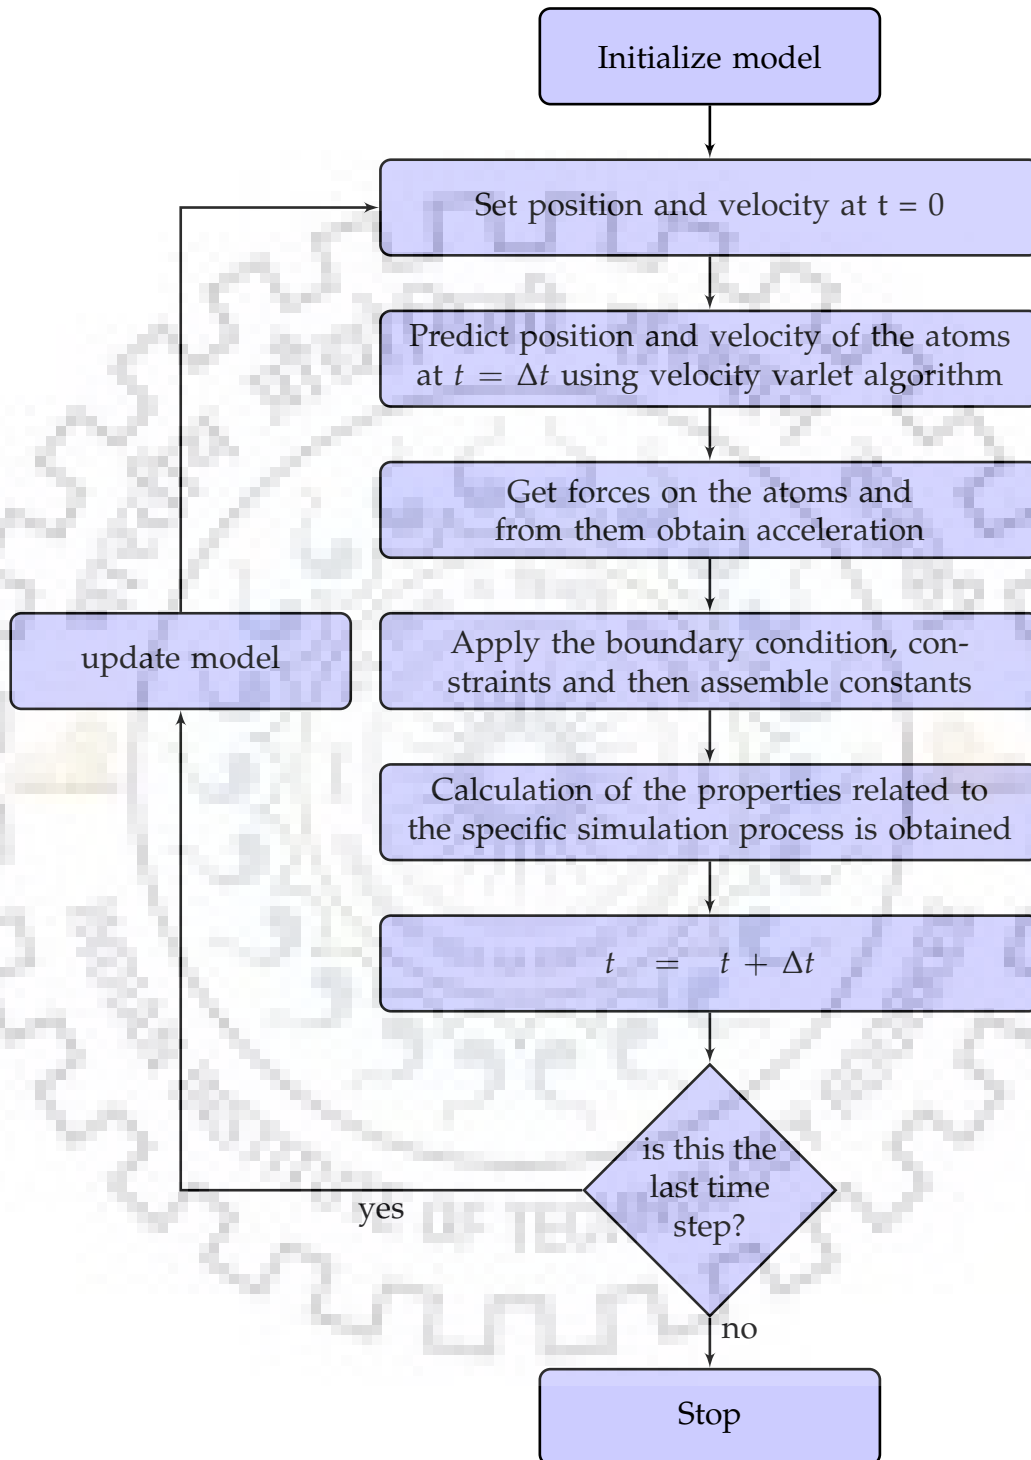 Initialize model
Set position and velocity at t = 0
Predict position and velocity of the atoms
at t = Δt using velocity varlet algorithm
Get forces on the atoms and
from them obtain acceleration
update model
Apply the boundary condition, con-
straints and then assemble constants
Calculation of the properties related to
the specific simulation process is obtained
t = t + Δt
is this the
last time
step?
yes
no
Stop